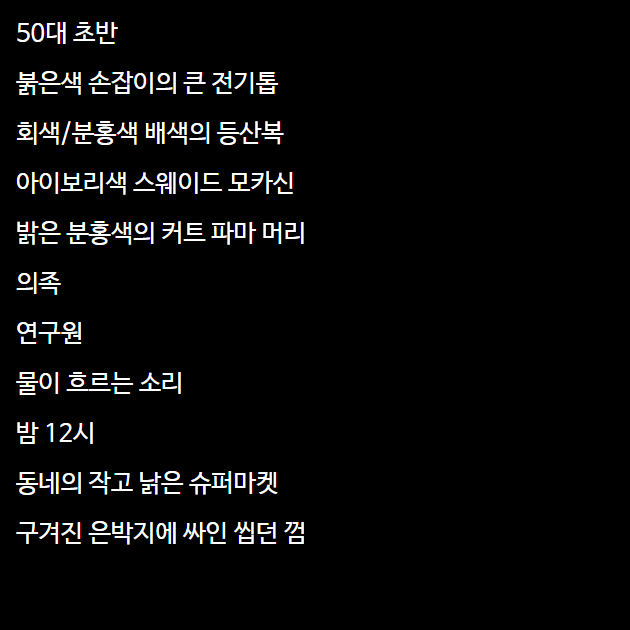 50대 초반
붉은색 손잡이의 큰 전기톱
회색/분홍색 배색의 등산복
아이보리색 스웨이드 모카신
밝은 분홍색의 커트 파마 머리
의족
연구원
물이 흐르는 소리
밤 12시
동네의 작고 낡은 슈퍼마켓
구겨진 은박지에 싸인 씹던 껌